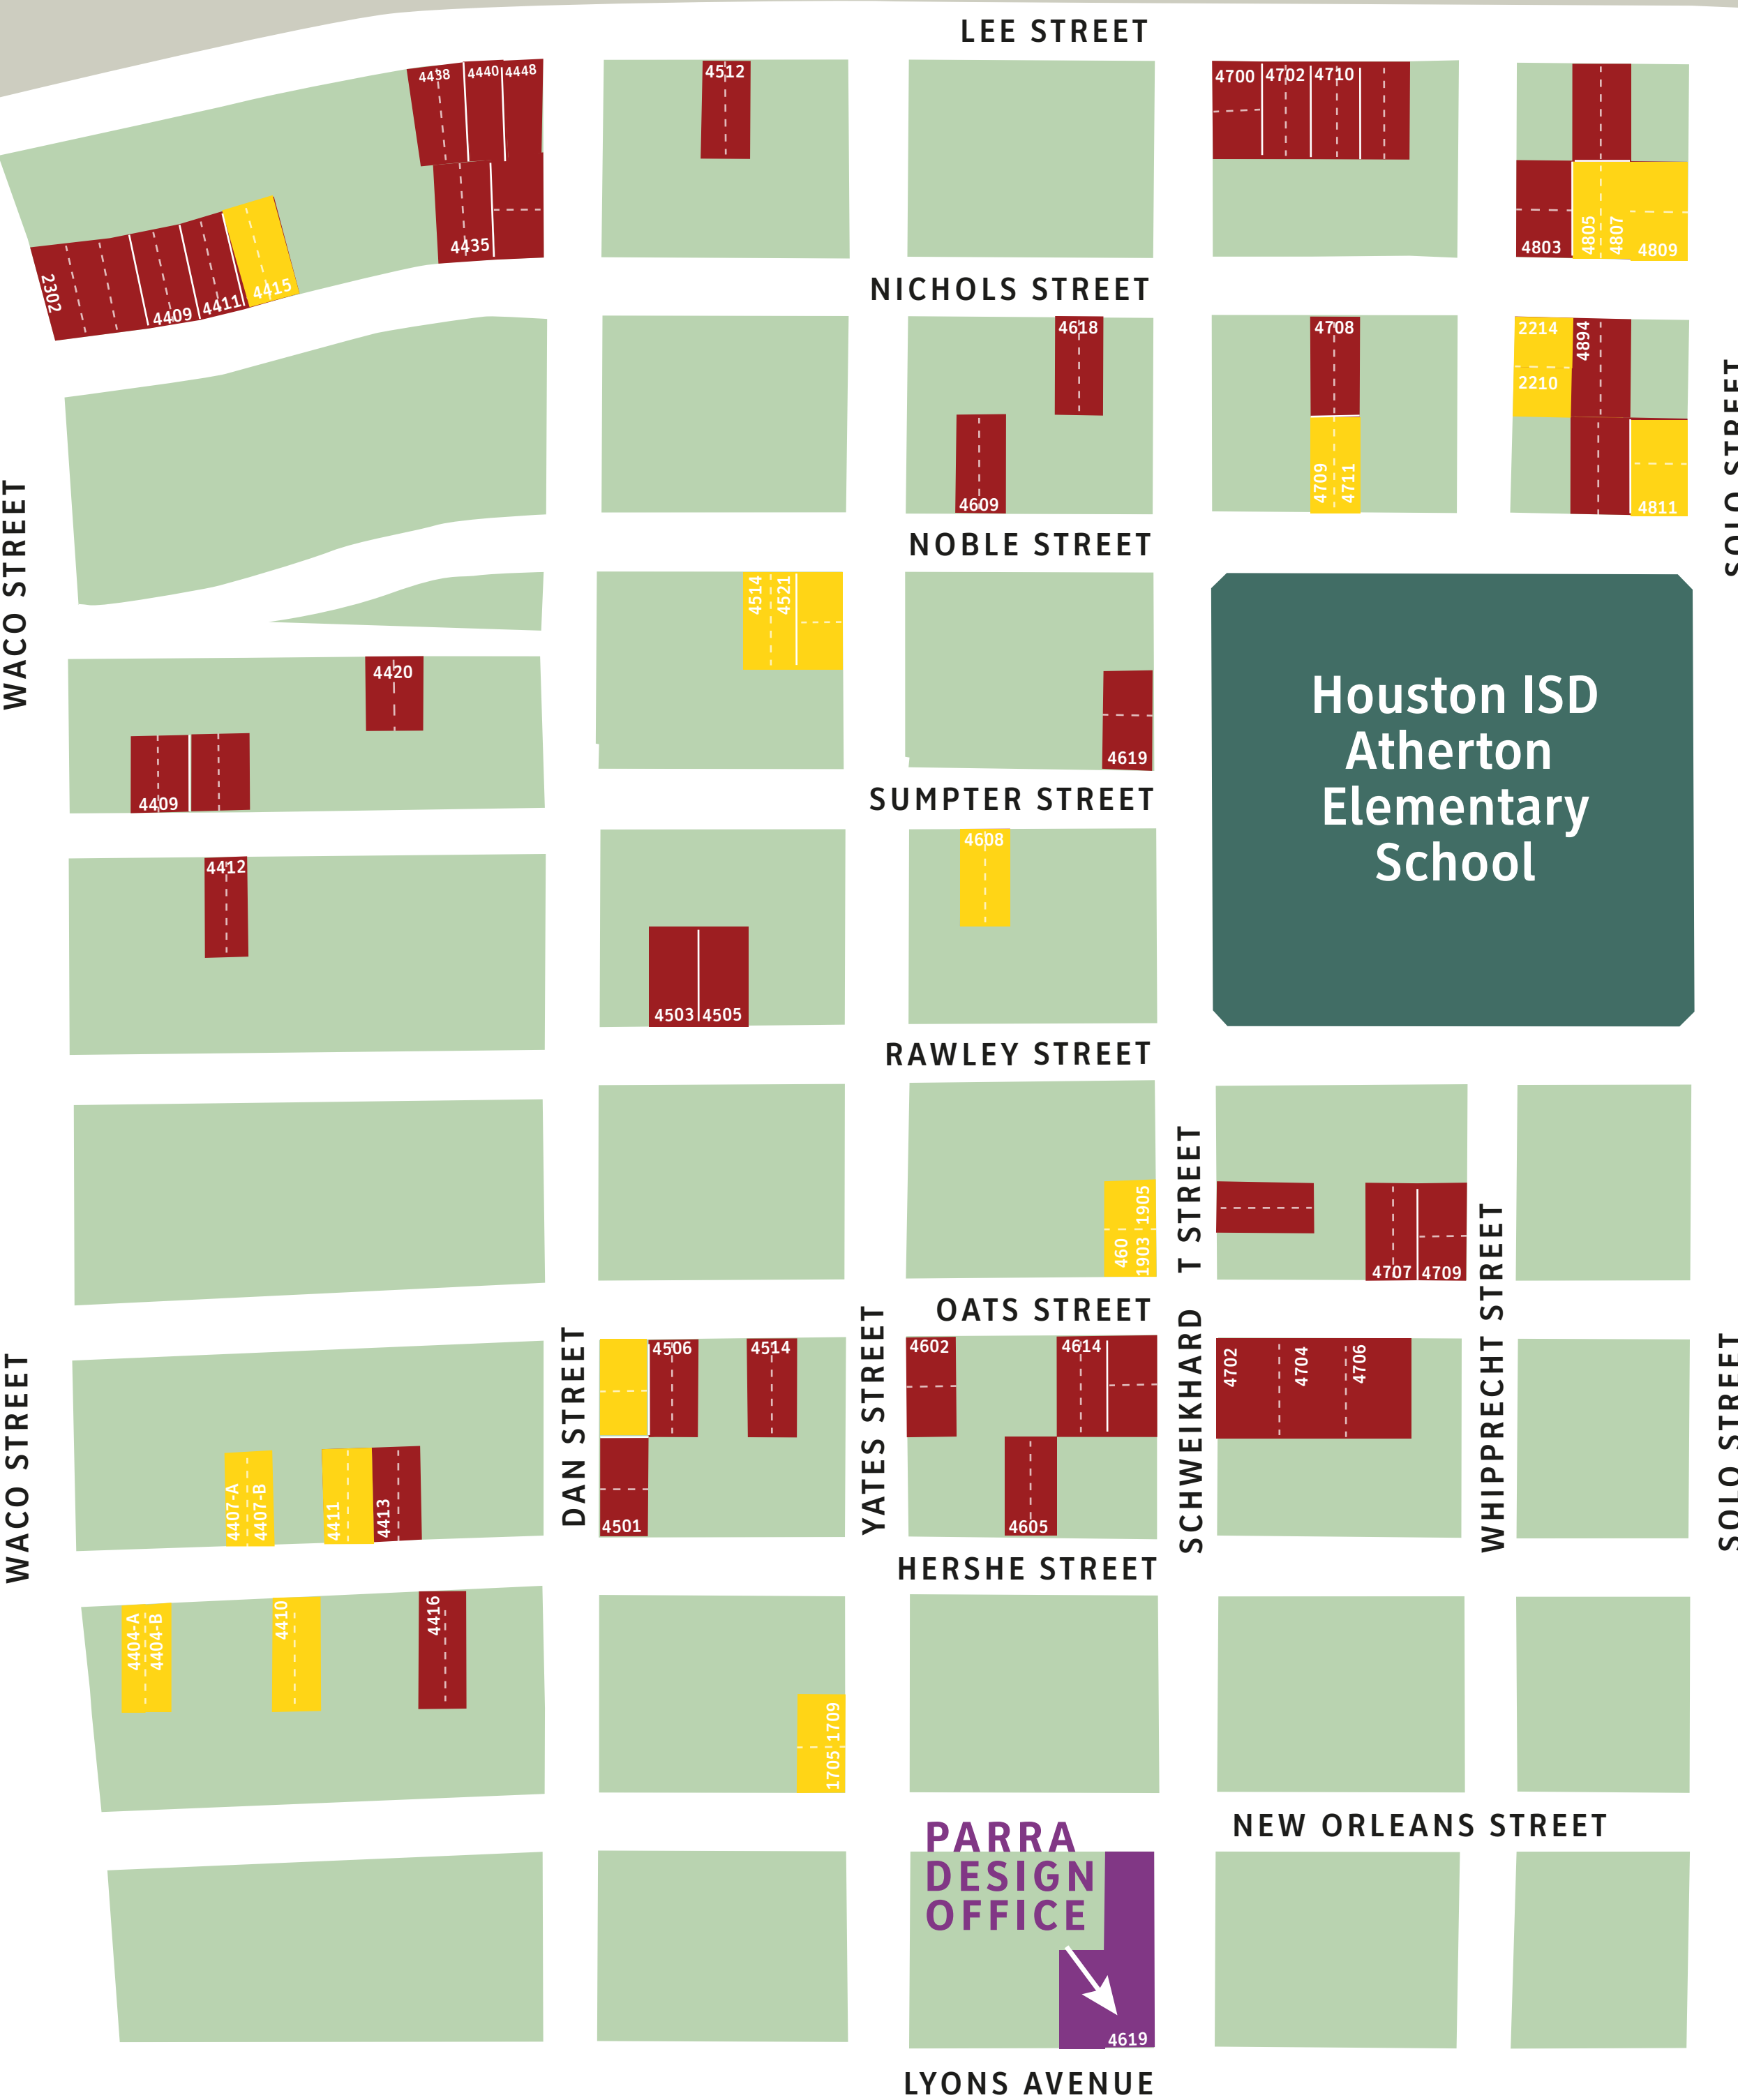 LEE STREET
4438 4440 4448
4512
4700 4702 4710
4435
4803
4805
4807
4809
2302
4409 4411 4415
NICHOLS STREET
4618
4708
2214
2210
4894
4609
4709
4711
4811
SOLO STREET
WACO STREET
NOBLE STREET
4514
4521
4420
4409
4619
Houston ISD
Atherton
Elementary
School
SUMPTER STREET
4412
4608
4503 4505
RAWLEY STREET
1905
460
1903
T STREET
4707 4709
WHIPPRECHT STREET
OATS STREET
DAN STREET
YATES STREET
SCHWEIKHARD
4506
4514
4602
4614
4702
4704
4706
4501
4605
WACO STREET
SOLO STREET
4407-A
4407-B
4411
4413
HERSHE STREET
4404-A
4404-B
4410
4416
1709
1705
NEW ORLEANS STREET
PARRA
DESIGN
OFFICE
4619
LYONS AVENUE